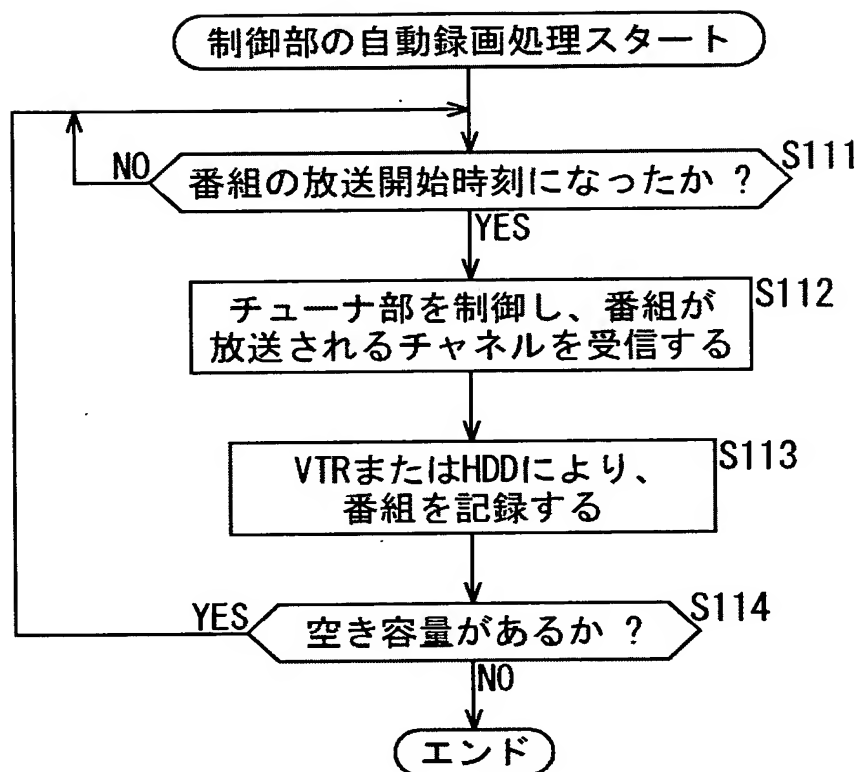 制御部の自動録画処理スタート
NO
番組の放送開始時刻になったか ?
S111
YES
チューナ部を制御し、番組が
放送されるチャネルを受信する
S112
VTRまたはHDDにより、
番組を記録する
S113
YES
空き容量があるか ?
S114
NO
エンド